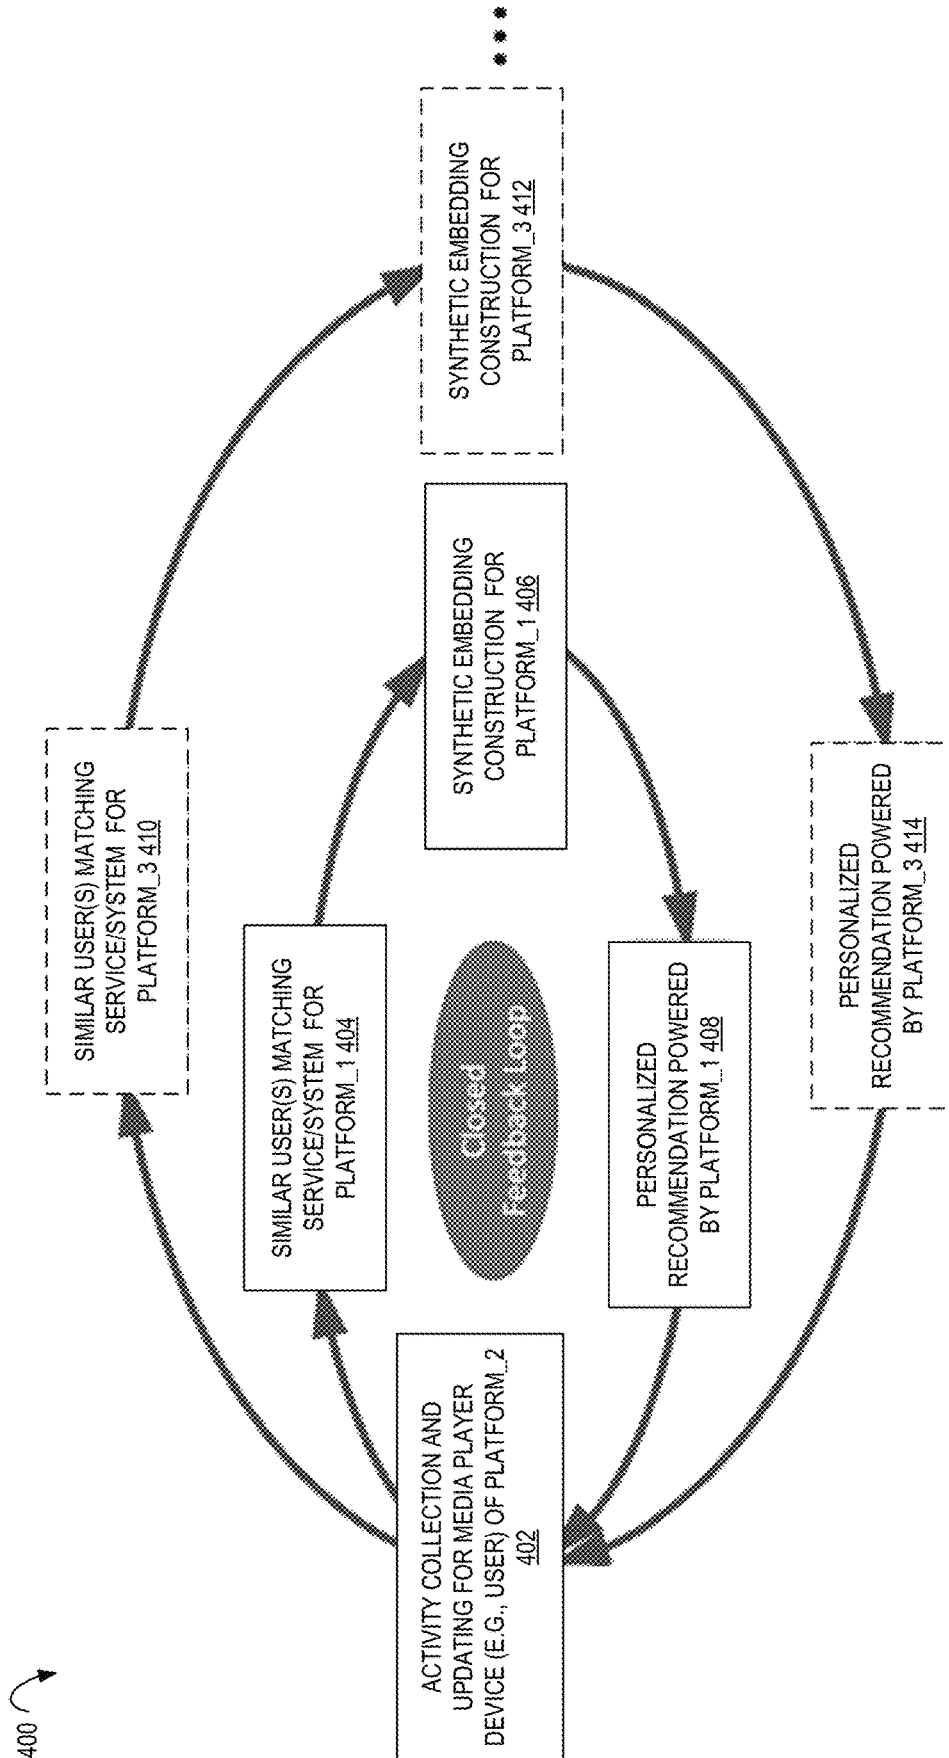 400
ACTIVITY COLLECTION AND
UPDATING FOR MEDIA PLAYER
DEVICE (E.G., USER) OF PLATFORM_2
402
SIMILAR USER(S) MATCHING
SERVICE/SYSTEM FOR
PLATFORM_3 410
SIMILAR USER(S) MATCHING
SERVICE/SYSTEM FOR
PLATFORM_1 404
Closed
Feedback Loop
PERSONALIZED
RECOMMENDATION POWERED
BY PLATFORM_1 408
PERSONALIZED
RECOMMENDATION POWERED
BY PLATFORM_3 414
SYNTHETIC EMBEDDING
CONSTRUCTION FOR
PLATFORM_1 406
SYNTHETIC EMBEDDING
CONSTRUCTION FOR
PLATFORM_3 412